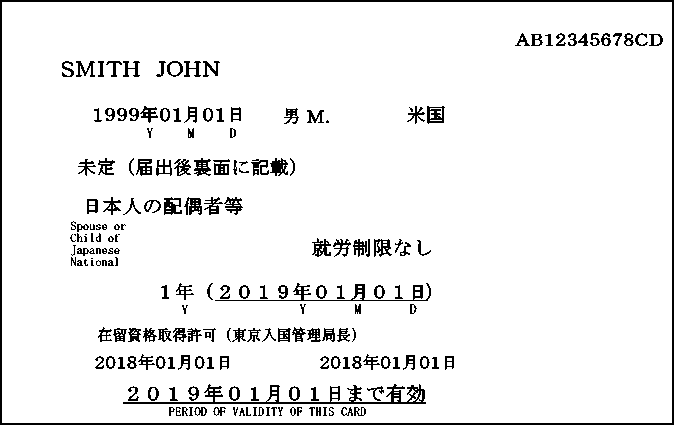 AB12345678CD
SMITH JOHN
1999年01月01日 男 M. 米国
Y M D
未定（届出後裏面に記載）
日本人の配偶者等
Spouse or
Child of
Japanese
National
就労制限なし
1年（２０１９年０１月０１日）
Y Y M D
在留資格取得許可（東京入国管理局長）
2018年01月01日 2018年01月01日
２０１９年０１月０１日まで有効
PERIOD OF VALIDITY OF THIS CARD